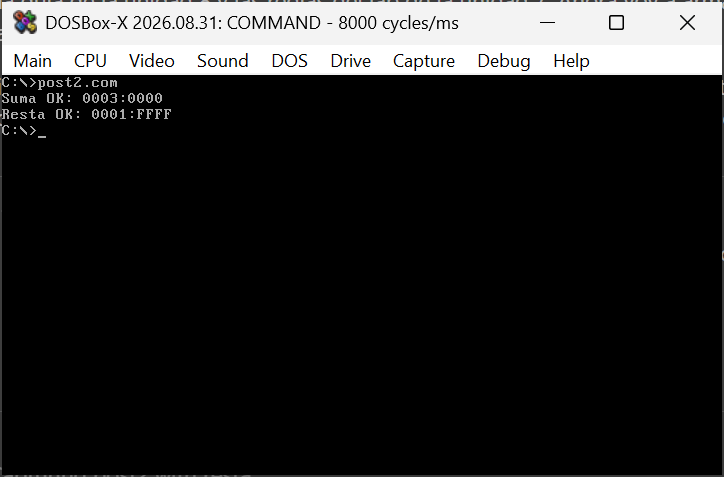 DOSBox-X 2026.08.31: COMMAND - 8000 cycles/ms
Main CPU Video Sound DOS Drive Capture Debug Help
C:\>post2.com
Suma OK: 0003:0000
Resta OK: 0001:FFFF
C:\>_